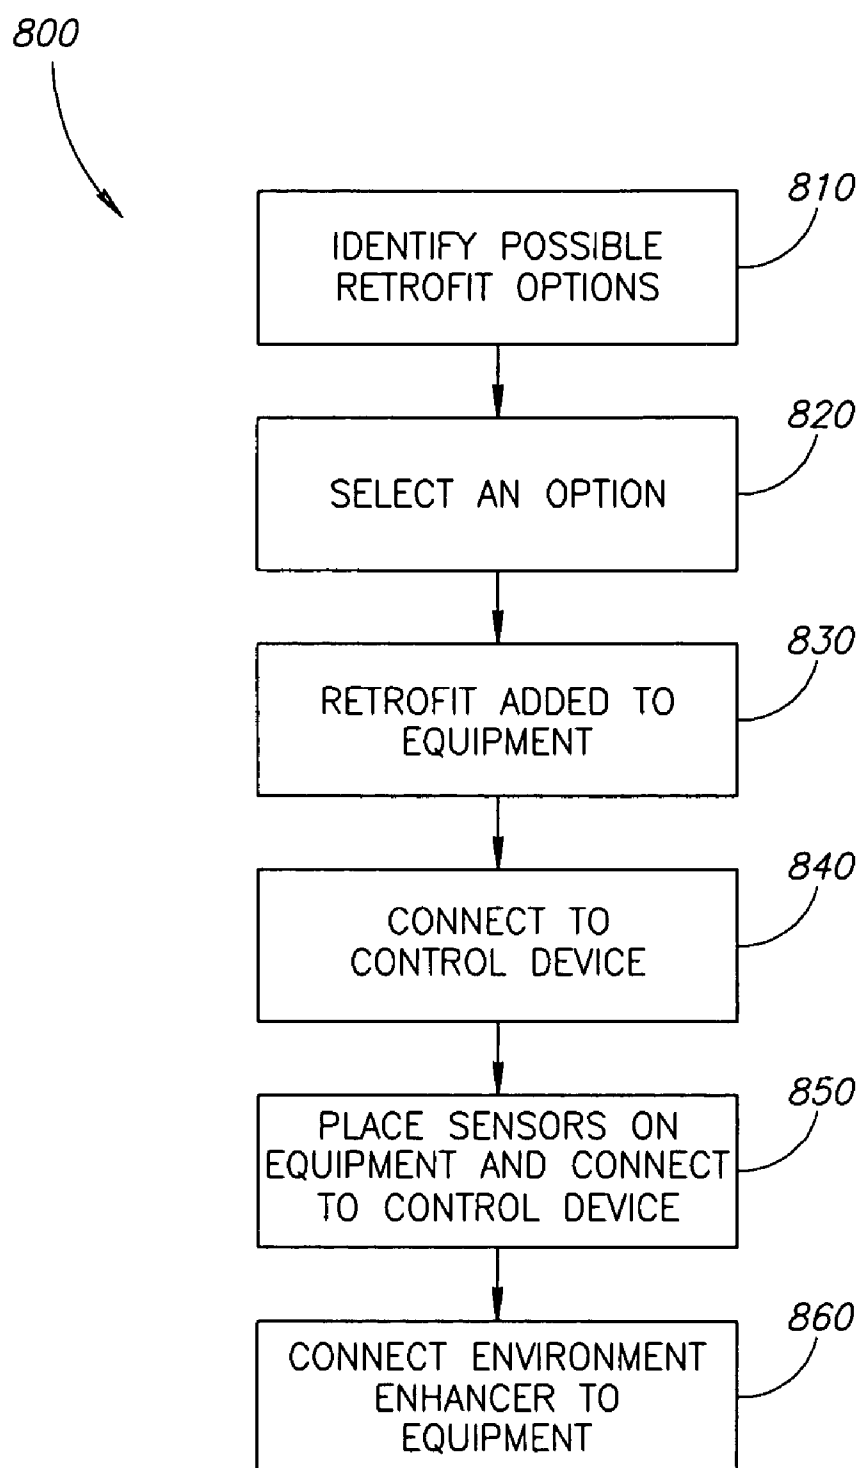 800
810
IDENTIFY POSSIBLE
RETROFIT OPTIONS
820
SELECT AN OPTION
830
RETROFIT ADDED TO
EQUIPMENT
840
CONNECT TO
CONTROL DEVICE
850
PLACE SENSORS ON
EQUIPMENT AND CONNECT
TO CONTROL DEVICE
860
CONNECT ENVIRONMENT
ENHANCER TO
EQUIPMENT